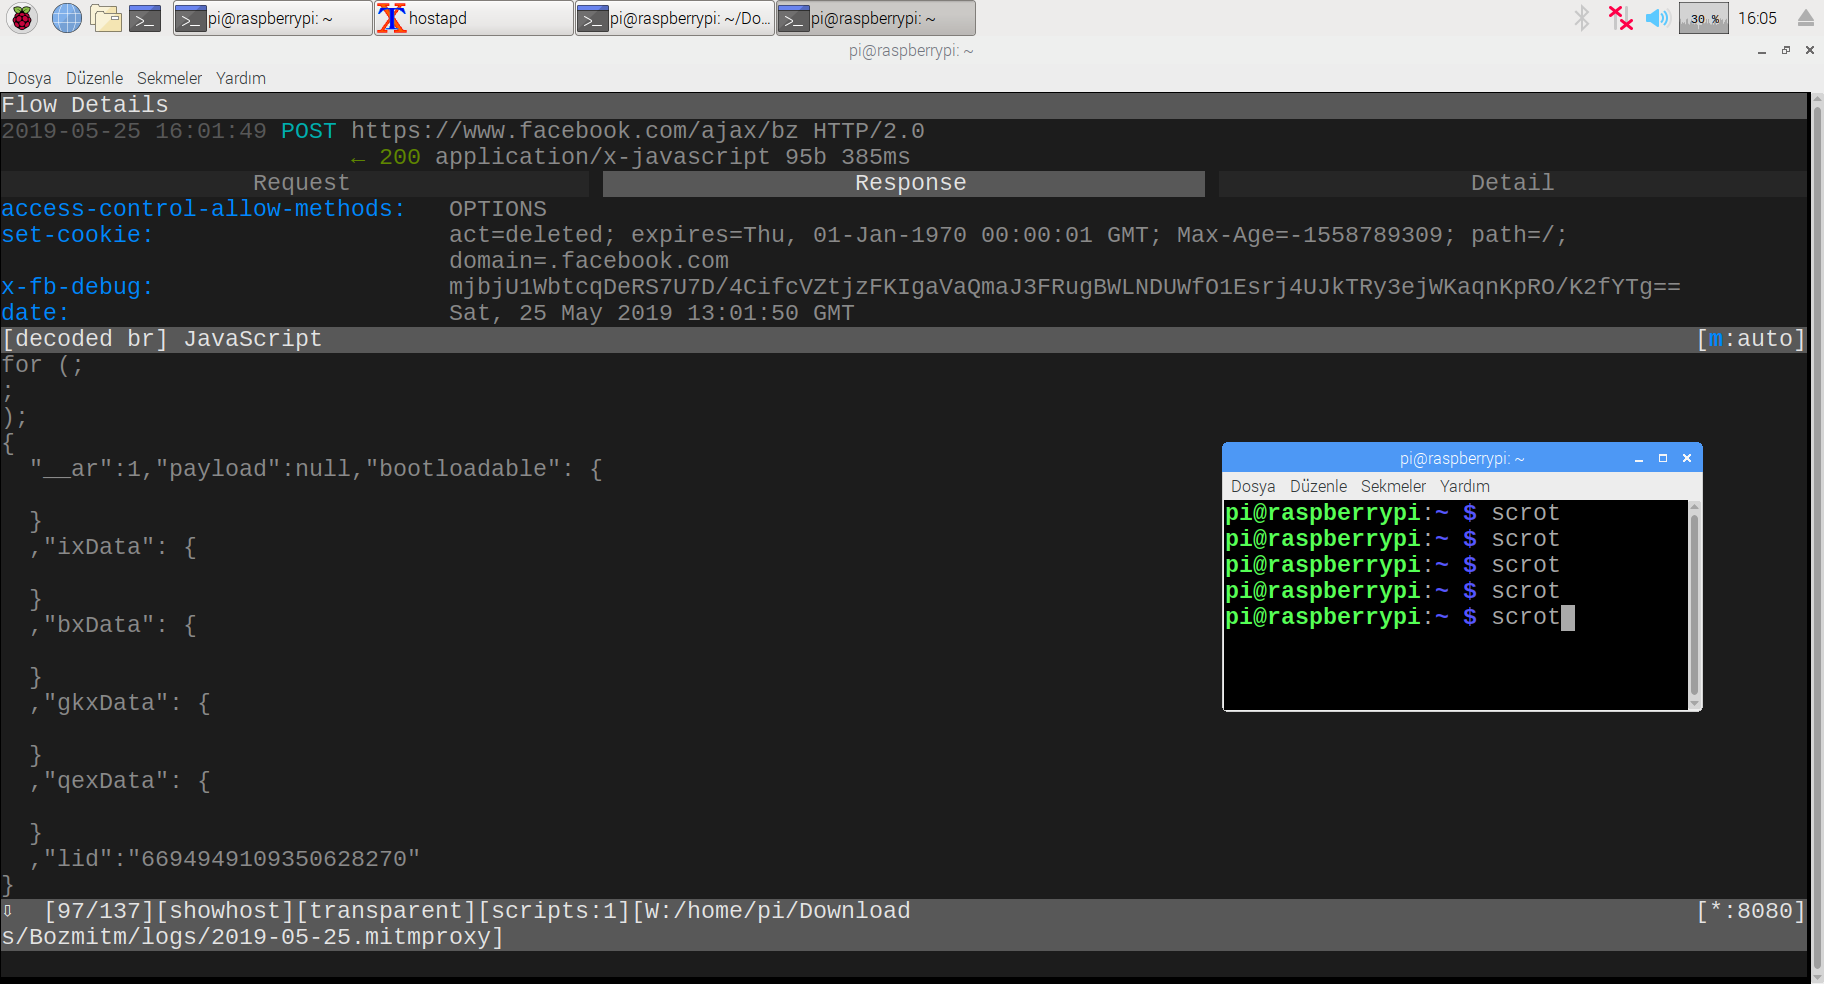 pi@raspberrypi: ~
hostapd
pi@raspberrypi: ~/Do...
pi@raspberrypi: ~
30 %
16:05
pi@raspberrypi: ~
Dosya Düzenle Sekmeler Yardım
Flow Details
2019-05-25 16:01:49 POST https://www.facebook.com/ajax/bz HTTP/2.0
← 200 application/x-javascript 95b 385ms
Request Response Detail
access-control-allow-methods: OPTIONS
set-cookie: act=deleted; expires=Thu, 01-Jan-1970 00:00:01 GMT; Max-Age=-1558789309; path=/;
domain=.facebook.com
x-fb-debug: mjbjU1WbtcqDeRS7U7D/4CifcVZtjzFKIgaVaQmaJ3FRugBWLNDUWfO1Esrj4UJkTRy3ejWKaqnKpRO/K2fYTg==
date: Sat, 25 May 2019 13:01:50 GMT
[decoded br] JavaScript [m:auto]
for (;
;
);
{
"__ar":1,"payload":null,"bootloadable": {
}
,"ixData": {
}
,"bxData": {
}
,"gkxData": {
}
,"qexData": {
}
,"lid":"6694949109350628270"
}
⇩ [97/137][showhost][transparent][scripts:1][W:/home/pi/Download [*:8080]
s/Bozmitm/logs/2019-05-25.mitmproxy]
pi@raspberrypi: ~
Dosya Düzenle Sekmeler Yardım
pi@raspberrypi:~ $ scrot
pi@raspberrypi:~ $ scrot
pi@raspberrypi:~ $ scrot
pi@raspberrypi:~ $ scrot
pi@raspberrypi:~ $ scrot